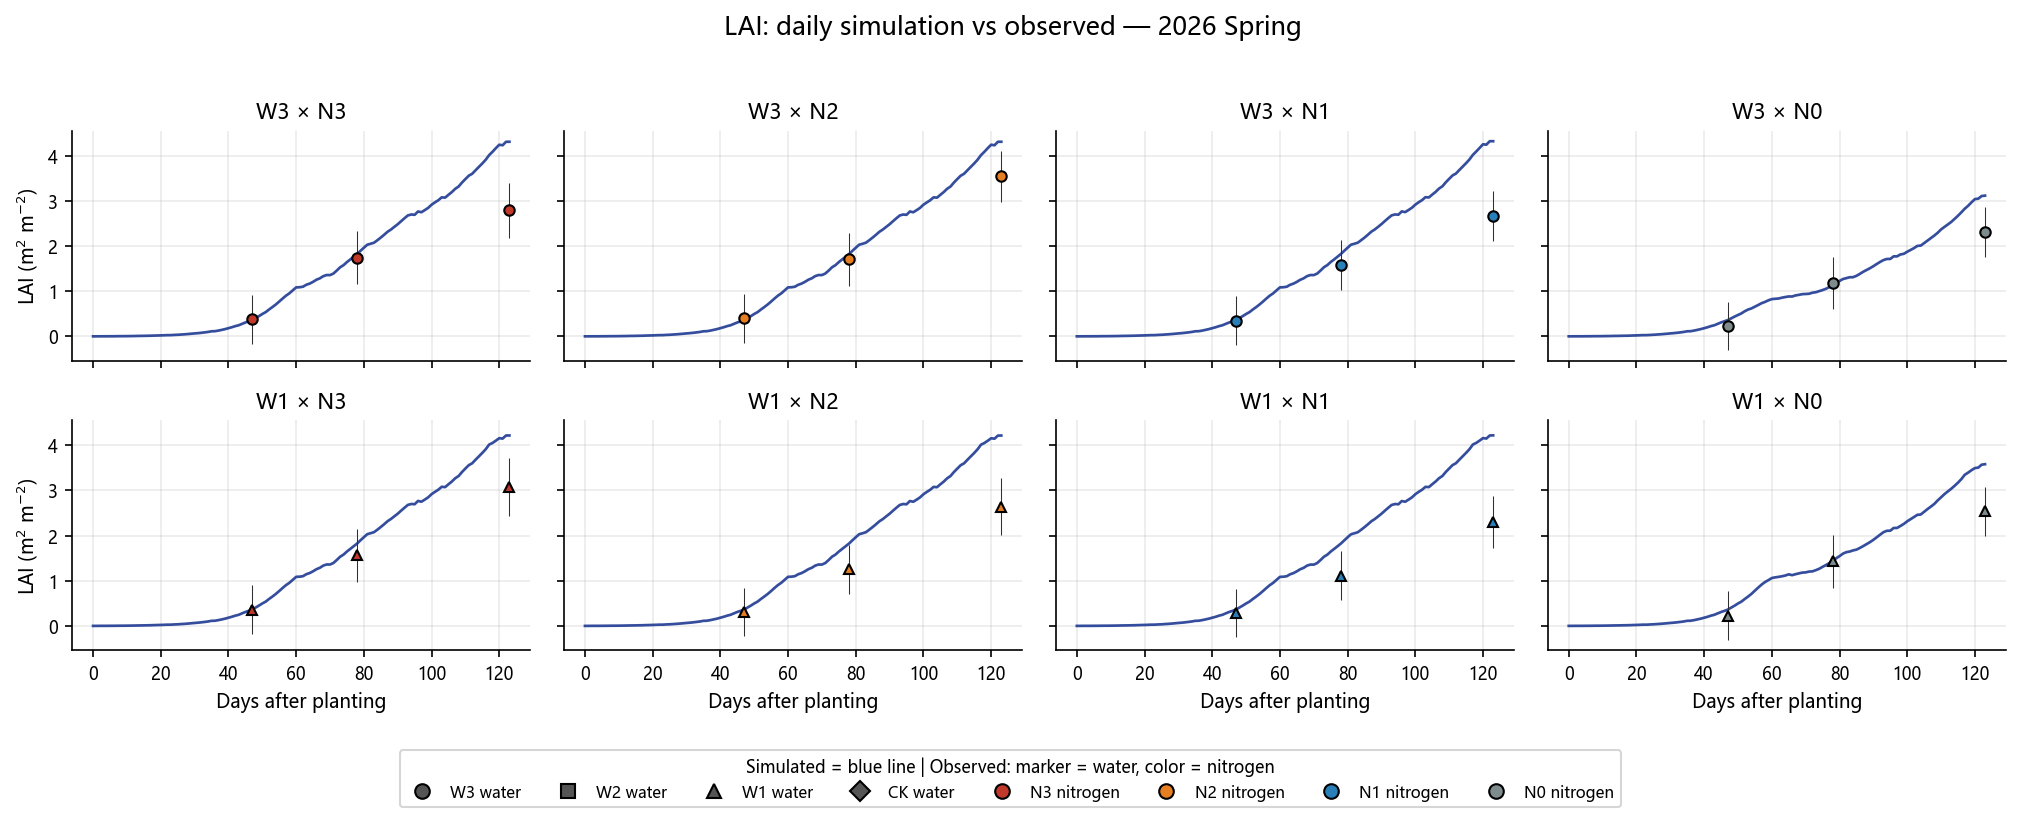 LAI: daily simulation vs observed — 2026 Spring
W3 × N3
W3 × N2
W3 × N1
W3 × N0
LAI (m² m⁻²)
4
3
2
1
0
W1 × N3
W1 × N2
W1 × N1
W1 × N0
LAI (m² m⁻²)
4
3
2
1
0
0 20 40 60 80 100 120
0 20 40 60 80 100 120
0 20 40 60 80 100 120
0 20 40 60 80 100 120
Days after planting
Days after planting
Days after planting
Days after planting
Simulated = blue line | Observed: marker = water, color = nitrogen
W3 water W2 water W1 water CK water N3 nitrogen N2 nitrogen N1 nitrogen N0 nitrogen